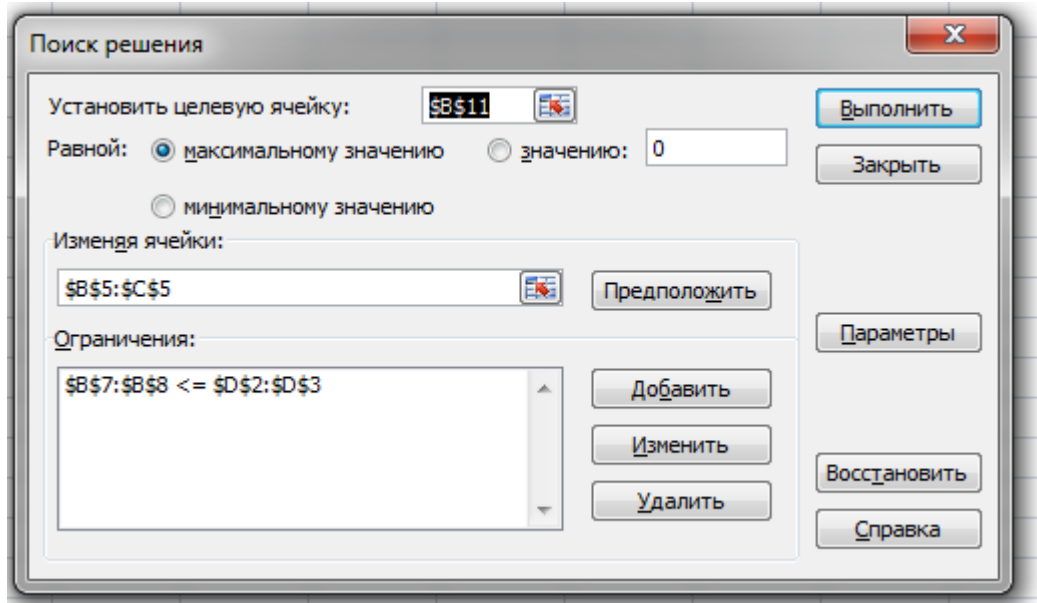 Поиск решения
Установить целевую ячейку: $B$11
Выполнить
Равной: максимальному значению значению: 0
Закрыть
минимальному значению
Изменяя ячейки:
$B$5:$C$5
Предположить
Ограничения:
Параметры
$B$7:$B$8 <= $D$2:$D$3
Добавить
Изменить
Восстановить
Удалить
Справка